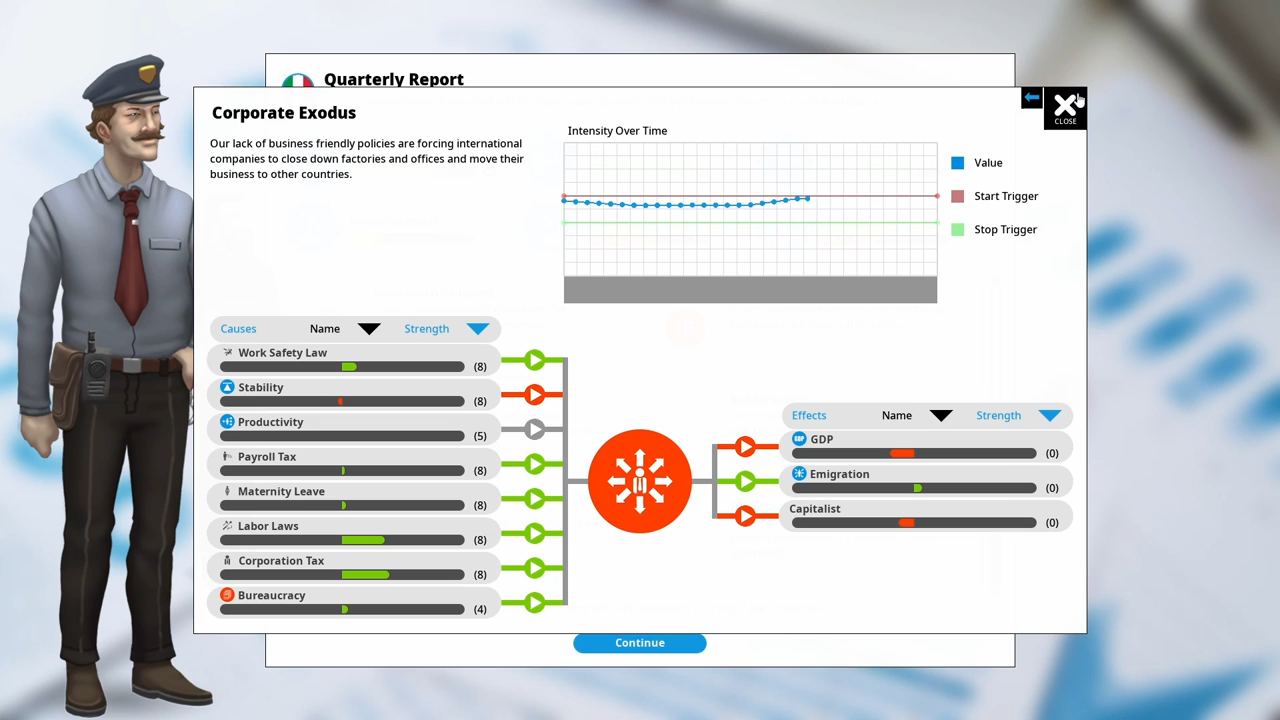 Quarterly Report
Corporate Exodus
CLOSE
Our lack of business friendly policies are forcing international
companies to close down factories and offices and move their
business to other countries.
Intensity Over Time
Value
Start Trigger
Stop Trigger
Causes Name Strength
Work Safety Law
(8)
Stability
(8)
Productivity
(5)
Payroll Tax
(8)
Maternity Leave
(8)
Labor Laws
(8)
Corporation Tax
(8)
Bureaucracy
(4)
Effects Name Strength
GDP
(0)
Emigration
(0)
Capitalist
(0)
Continue